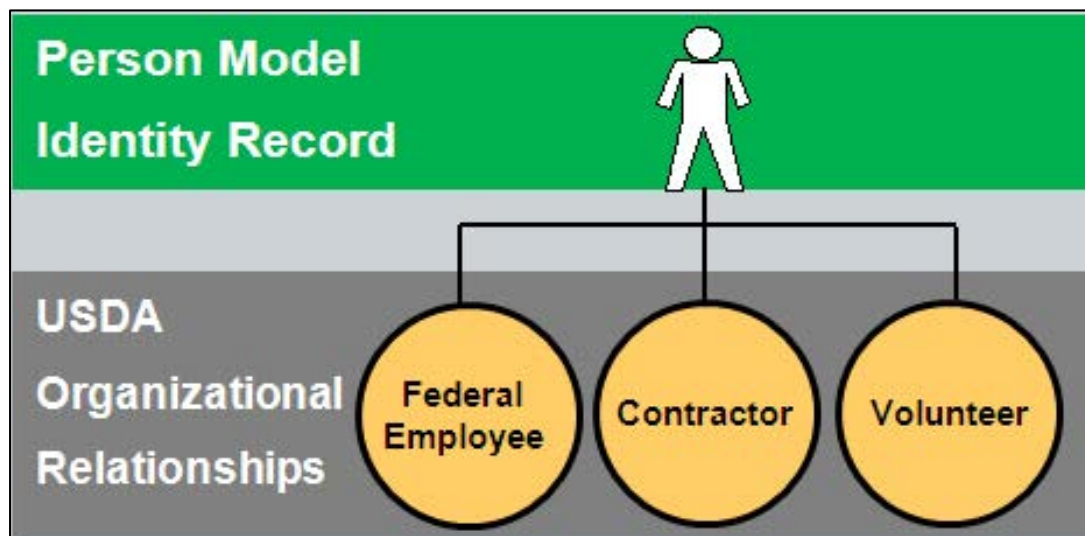 Person Model
Identity Record
USDA
Organizational
Relationships
Federal
Employee
Contractor
Volunteer